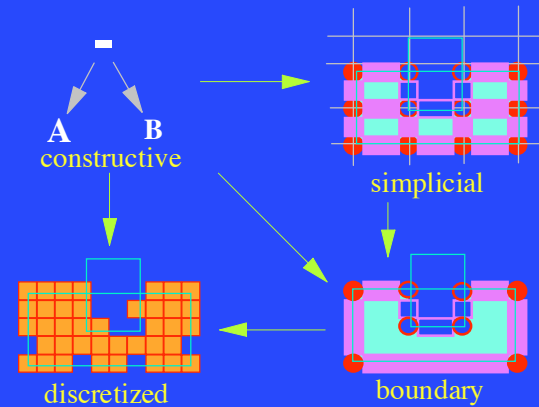 A B
constructive
simplicial
discretized
boundary